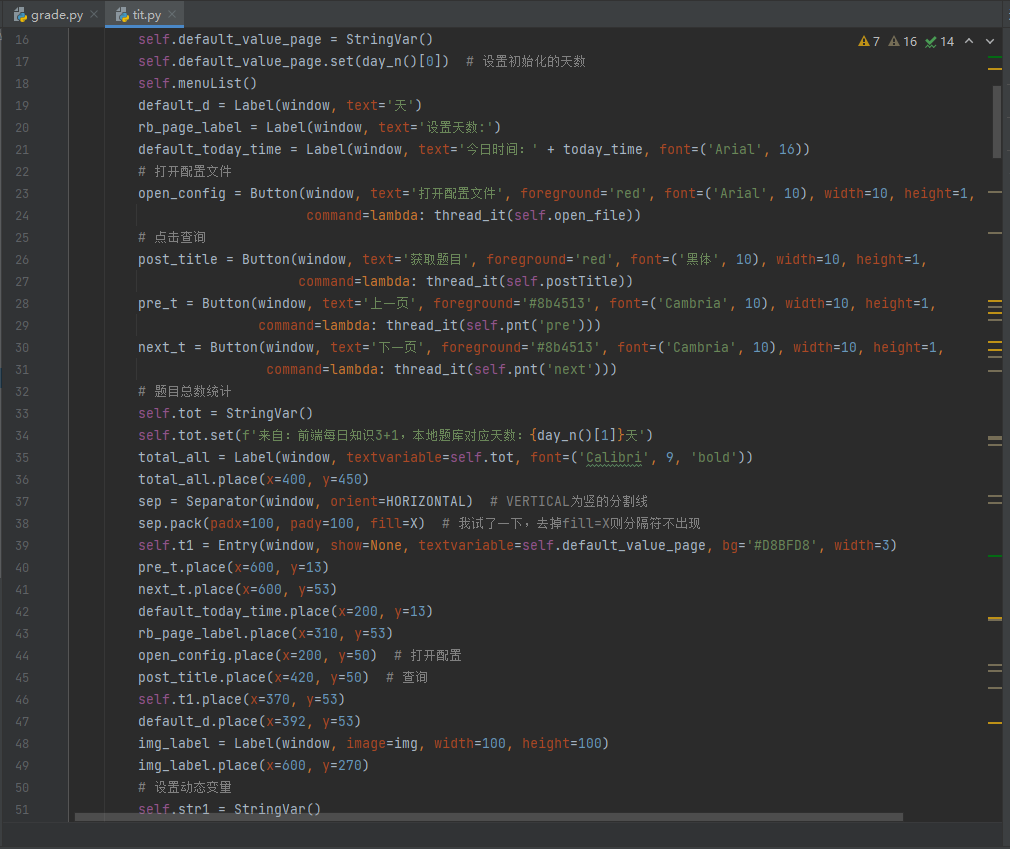 grade.py
tit.py
7 16 14
16 self.default_value_page = StringVar()
17 self.default_value_page.set(day_n()[0])  # 设置初始化的天数
18 self.menuList()
19 default_d = Label(window, text='天')
20 rb_page_label = Label(window, text='设置天数:')
21 default_today_time = Label(window, text='今日时间：' + today_time, font=('Arial', 16))
22 # 打开配置文件
23 open_config = Button(window, text='打开配置文件', foreground='red', font=('Arial', 10), width=10, height=1,
24 command=lambda: thread_it(self.open_file))
25 # 点击查询
26 post_title = Button(window, text='获取题目', foreground='red', font=('黑体', 10), width=10, height=1,
27 command=lambda: thread_it(self.postTitle))
28 pre_t = Button(window, text='上一页', foreground='#8b4513', font=('Cambria', 10), width=10, height=1,
29 command=lambda: thread_it(self.pnt('pre')))
30 next_t = Button(window, text='下一页', foreground='#8b4513', font=('Cambria', 10), width=10, height=1,
31 command=lambda: thread_it(self.pnt('next')))
32 # 题目总数统计
33 self.tot = StringVar()
34 self.tot.set(f'来自：前端每日知识3+1，本地题库对应天数：{day_n()[1]}天')
35 total_all = Label(window, textvariable=self.tot, font=('Calibri', 9, 'bold'))
36 total_all.place(x=400, y=450)
37 sep = Separator(window, orient=HORIZONTAL)  # VERTICAL为竖的分割线
38 sep.pack(padx=100, pady=100, fill=X)  # 我试了一下，去掉fill=X则分隔符不出现
39 self.t1 = Entry(window, show=None, textvariable=self.default_value_page, bg='#D8BFD8', width=3)
40 pre_t.place(x=600, y=13)
41 next_t.place(x=600, y=53)
42 default_today_time.place(x=200, y=13)
43 rb_page_label.place(x=310, y=53)
44 open_config.place(x=200, y=50)  # 打开配置
45 post_title.place(x=420, y=50)  # 查询
46 self.t1.place(x=370, y=53)
47 default_d.place(x=392, y=53)
48 img_label = Label(window, image=img, width=100, height=100)
49 img_label.place(x=600, y=270)
50 # 设置动态变量
51 self.str1 = StringVar()